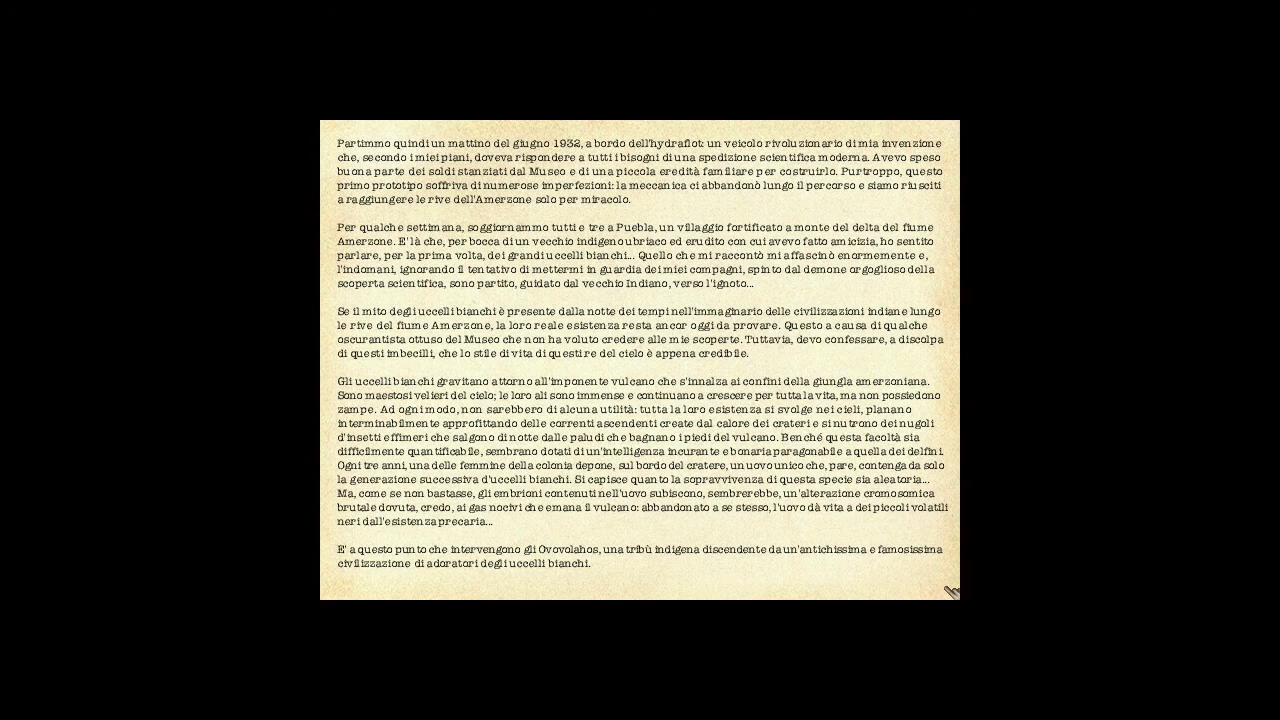 Partimmo quindi un mattino del giugno 1932, a bordo dell'hydraflot: un veicolo rivoluzionario di mia invenzione
che, secondo i miei piani, doveva rispondere a tutti i bisogni di una spedizione scientifica moderna. Avevo speso
buona parte dei soldi stanziati dal Museo e di una piccola eredità familiare per costruirlo. Purtroppo, questo
primo prototipo soffriva di numerose imperfezioni: la meccanica ci abbandonò lungo il percorso e siamo riusciti
a raggiungere le rive dell'Amerzone solo per miracolo.
Per qualche settimana, soggiornammo tutti e tre a Puebla, un villaggio fortificato a monte del delta del fiume
Amerzone. E' là che, per bocca di un vecchio indigeno ubriaco ed erudito con cui avevo fatto amicizia, ho sentito
parlare, per la prima volta, dei grandi uccelli bianchi... Quello che mi raccontò mi affascinò enormemente e,
l'indomani, ignorando il tentativo di mettermi in guardia dei miei compagni, spinto dal demone orgoglioso della
scoperta scientifica, sono partito, guidato dal vecchio Indiano, verso l'ignoto...
Se il mito degli uccelli bianchi è presente dalla notte dei tempi nell'immaginario delle civilizzazioni indiane lungo
le rive del fiume Amerzone, la loro reale esistenza resta ancor oggi da provare. Questo a causa di qualche
oscurantista ottuso del Museo che non ha voluto credere alle mie scoperte. Tuttavia, devo confessare, a discolpa
di questi imbecilli, che lo stile di vita di questi re del cielo è appena credibile.
Gli uccelli bianchi gravitano attorno all'imponente vulcano che s'innalza ai confini della giungla amerzoniana.
Sono maestosi velieri del cielo; le loro ali sono immense e continuano a crescere per tutta la vita, ma non possiedono
zampe. Ad ogni modo, non sarebbero di alcuna utilità: tutta la loro esistenza si svolge nei cieli, planano
interminabilmente approfittando delle correnti ascendenti create dal calore dei crateri e si nutrono dei nugoli
d'insetti effimeri che salgono di notte dalle paludi che bagnano i piedi del vulcano. Benché questa facoltà sia
difficilmente quantificabile, sembrano dotati di un'intelligenza incurante e bonaria paragonabile a quella dei delfini.
Ogni tre anni, una delle femmine della colonia depone, sul bordo del cratere, un uovo unico che, pare, contenga da solo
la generazione successiva d'uccelli bianchi. Si capisce quanto la sopravvivenza di questa specie sia aleatoria...
Ma, come se non bastasse, gli embrioni contenuti nell'uovo subiscono, sembrerebbe, un'alterazione cromosomica
brutale dovuta, credo, ai gas nocivi che emana il vulcano: abbandonato a se stesso, l'uovo dà vita a dei piccoli volatili
neri dall'esistenza precaria...
E' a questo punto che intervengono gli Ovovolahos, una tribù indigena discendente da un'antichissima e famosissima
civilizzazione di adoratori degli uccelli bianchi.